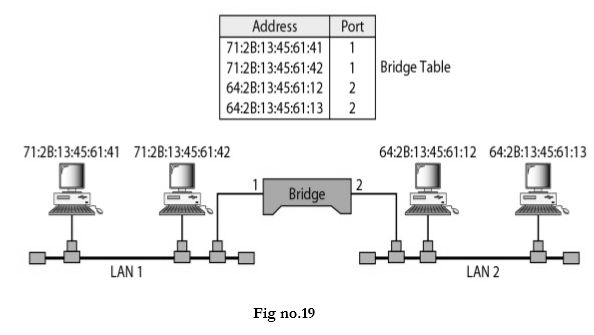 Address Port
71:2B:13:45:61:41 1
71:2B:13:45:61:42 1
64:2B:13:45:61:12 2
64:2B:13:45:61:13 2
Bridge Table
71:2B:13:45:61:41 71:2B:13:45:61:42 64:2B:13:45:61:12 64:2B:13:45:61:13
1 Bridge 2
LAN 1 LAN 2
Fig no.19